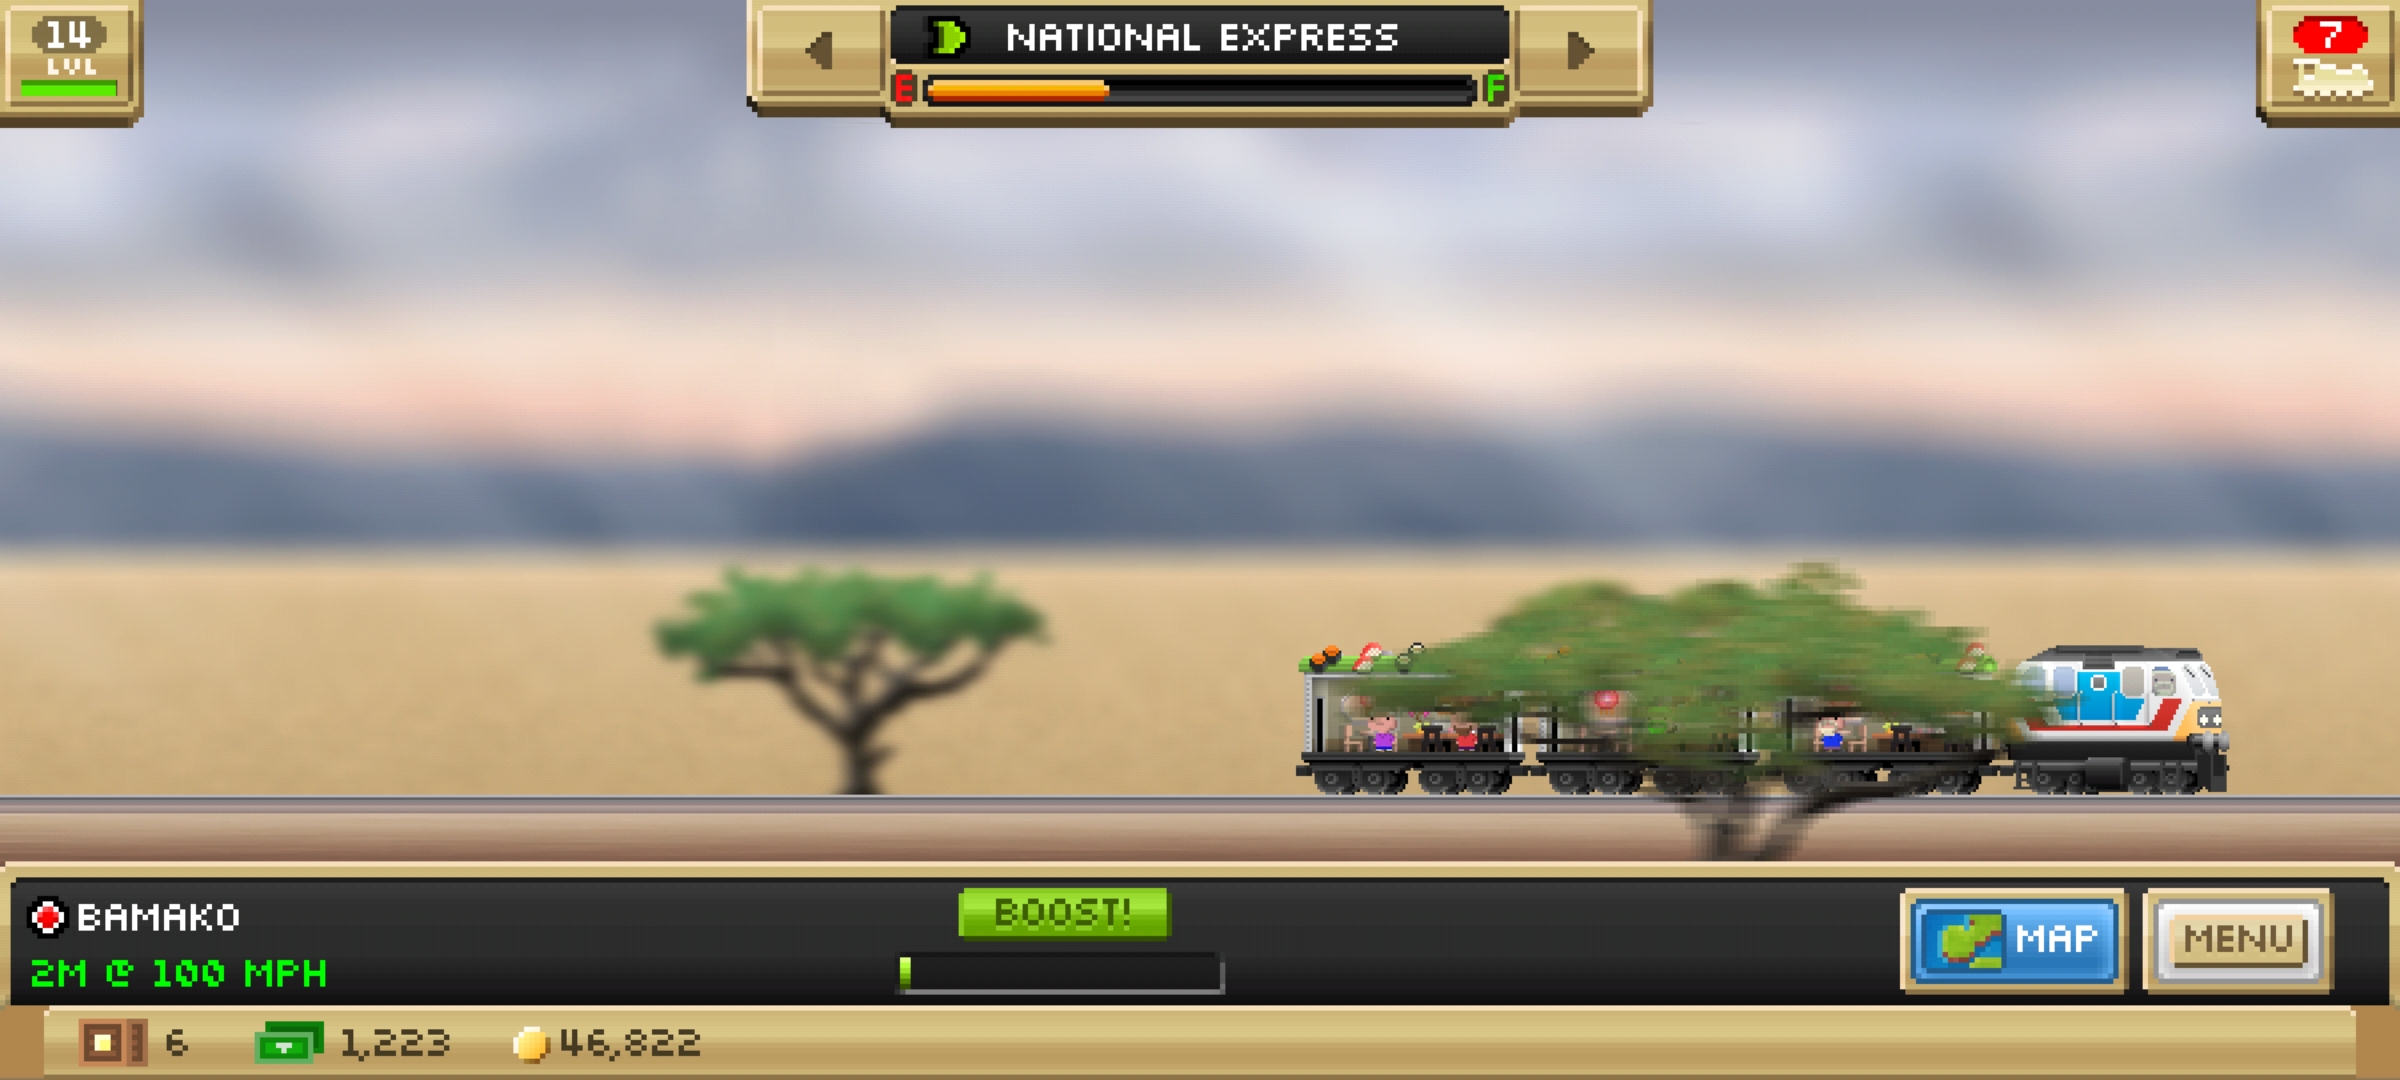 14
LVL
NATIONAL EXPRESS
E F
7
BAMAKO
2M @ 100 MPH
BOOST!
MAP
MENU
6
1,223
46,822